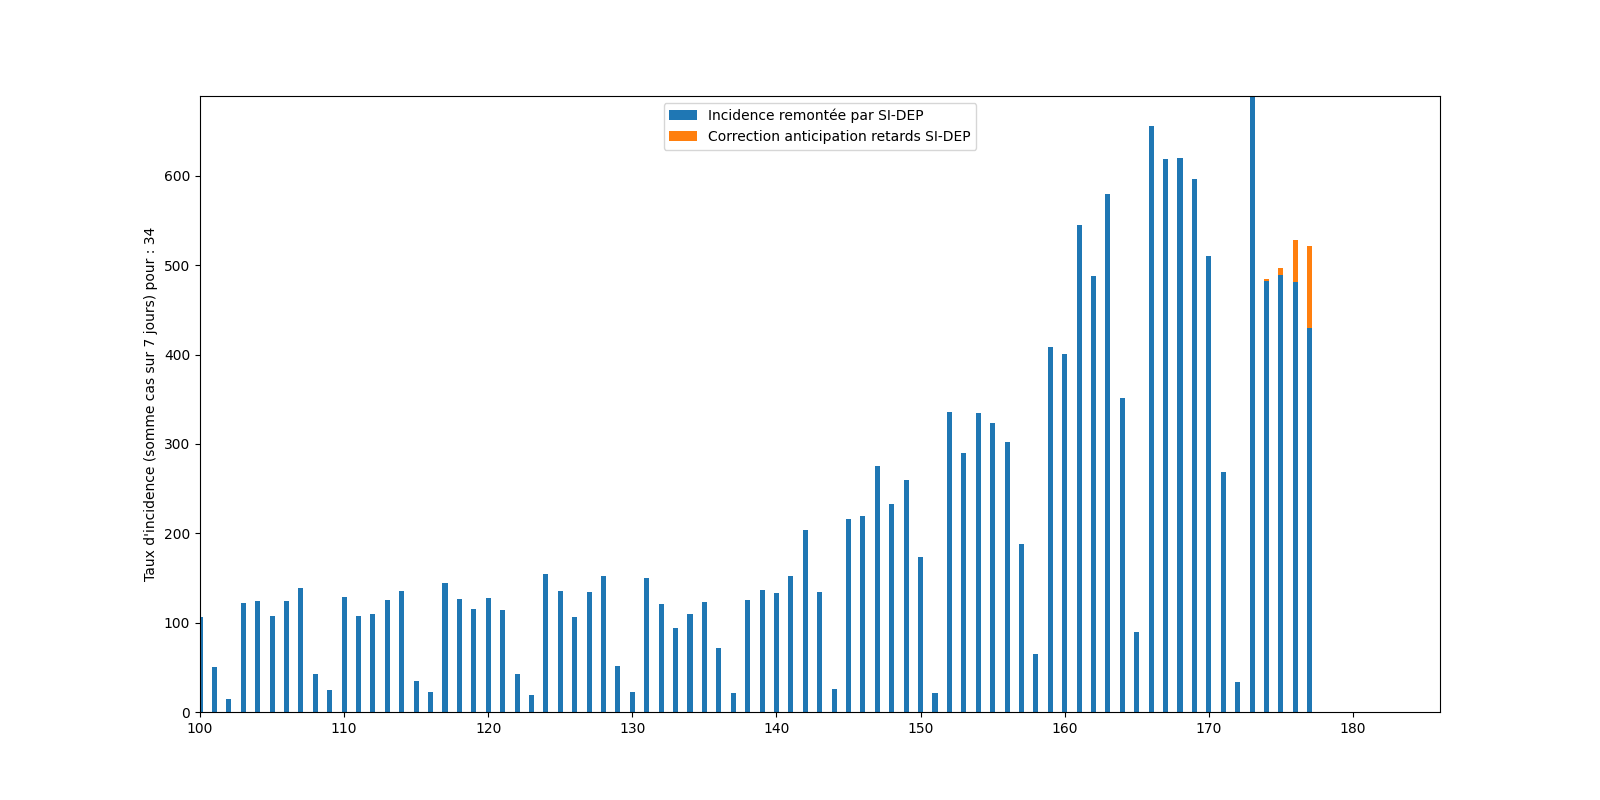 Incidence remontée par SI-DEP
Correction anticipation retards SI-DEP
Taux d'incidence (somme cas sur 7 jours) pour : 34
600
500
400
300
200
100
0
100 110 120 130 140 150 160 170 180